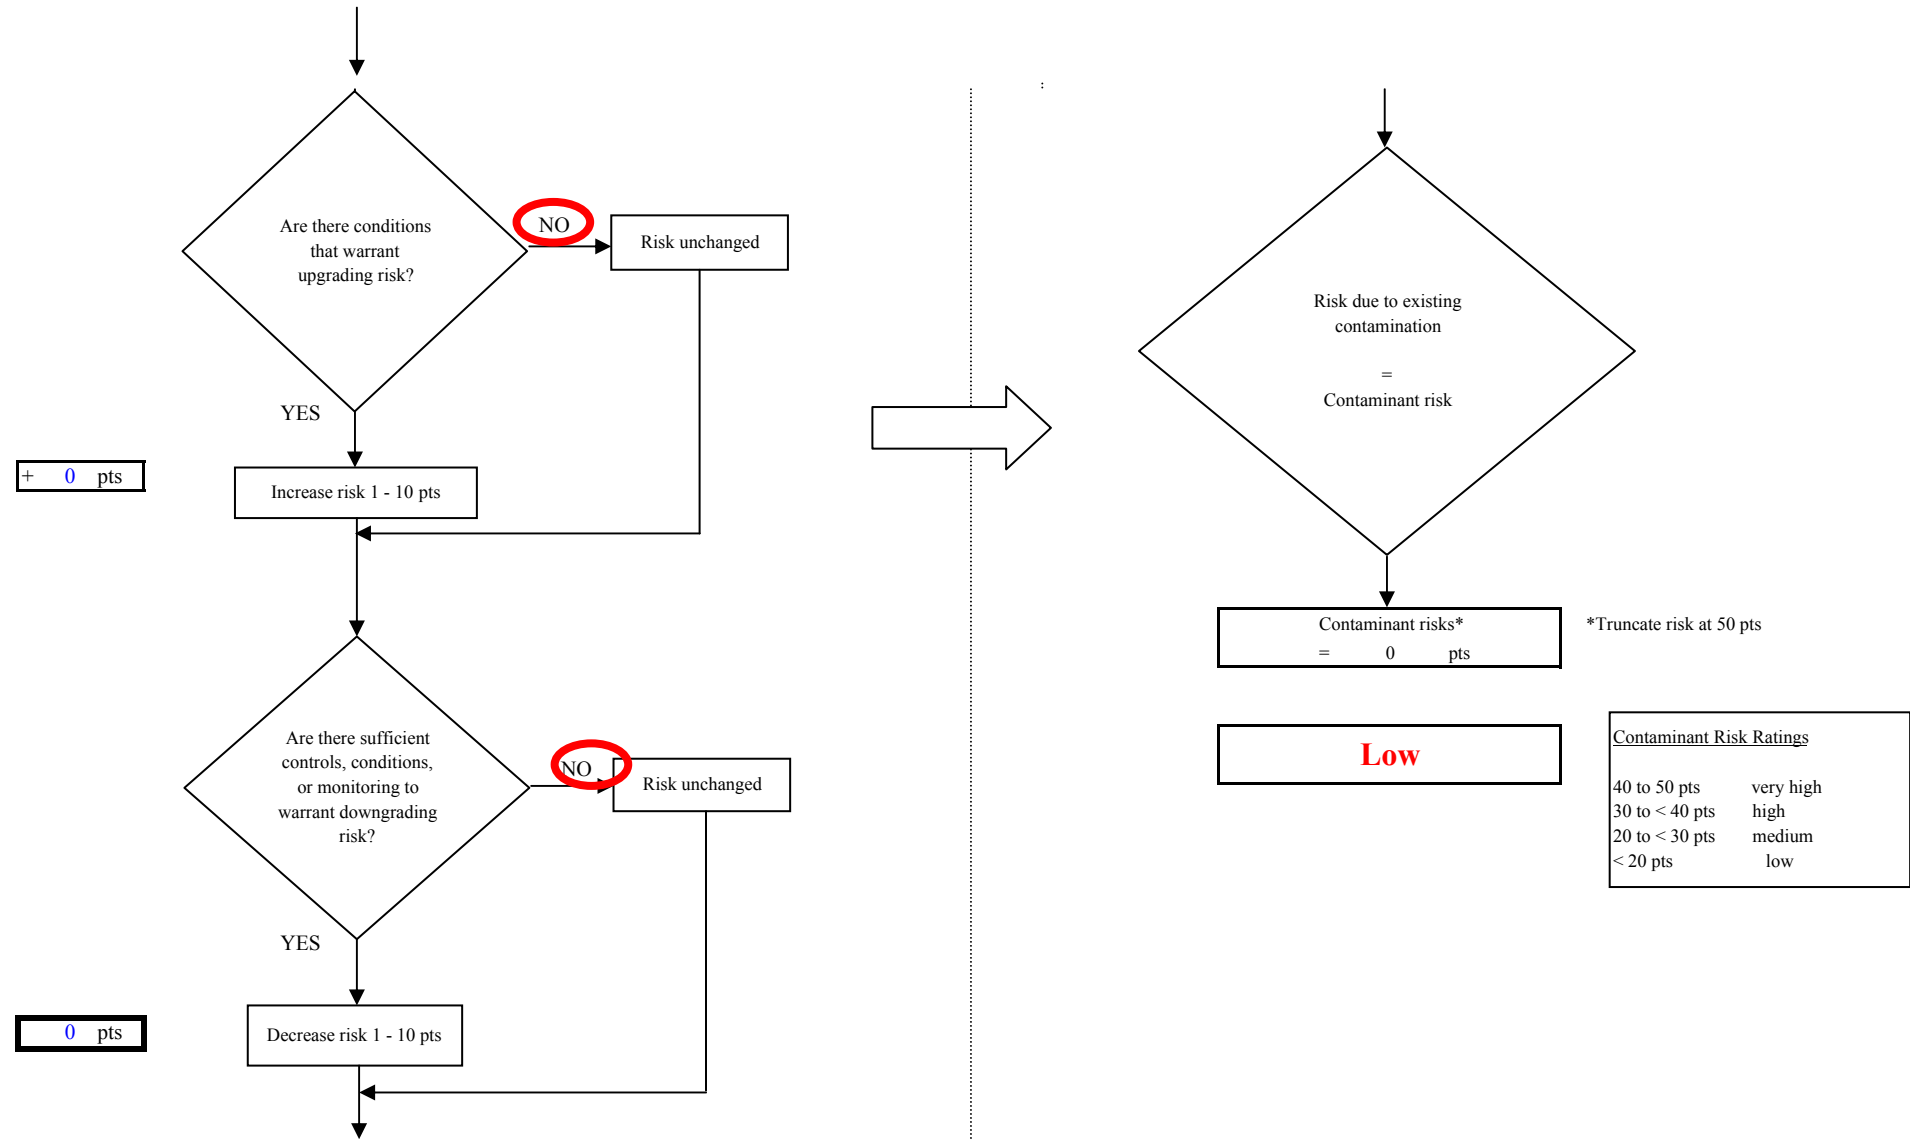 Are there conditions
that warrant
upgrading risk?
NO
Risk unchanged
YES
+ 0 pts
Increase risk 1 - 10 pts
Are there sufficient
controls, conditions,
or monitoring to
warrant downgrading
risk?
NO
Risk unchanged
YES
0 pts
Decrease risk 1 - 10 pts
:
Risk due to existing
contamination
=
Contaminant risk
Contaminant risks*
= 0 pts
*Truncate risk at 50 pts
Low
Contaminant Risk Ratings
40 to 50 pts very high
30 to < 40 pts high
20 to < 30 pts medium
< 20 pts low